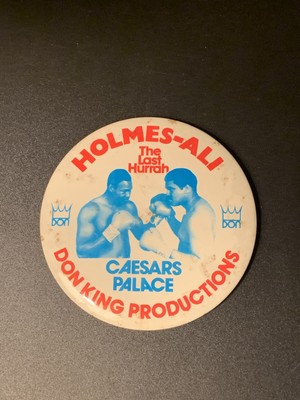 HOLMES-ALI
The
Last
Hurrah
DON
DON
CAESARS
PALACE
DON KING PRODUCTIONS